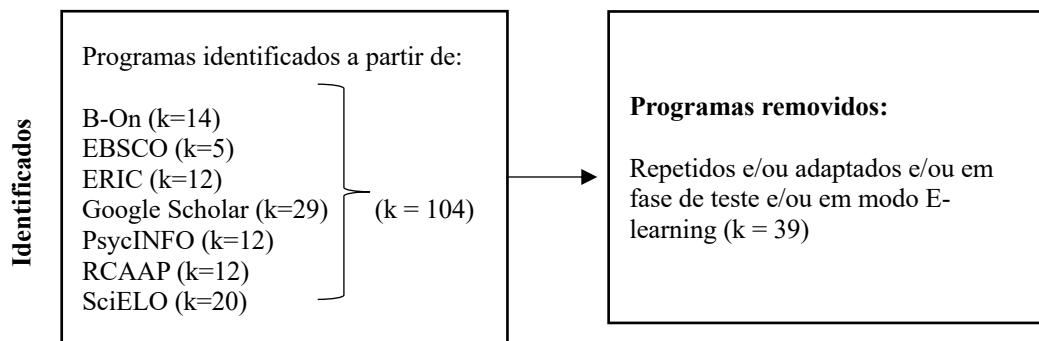 Identificados
Programas identificados a partir de:
B-On (k=14)
EBSCO (k=5)
ERIC (k=12)
Google Scholar (k=29)
PsycINFO (k=12)
RCAAP (k=12)
SciELO (k=20)
(k = 104)
Programas removidos:
Repetidos e/ou adaptados e/ou em
fase de teste e/ou em modo E-
learning (k = 39)